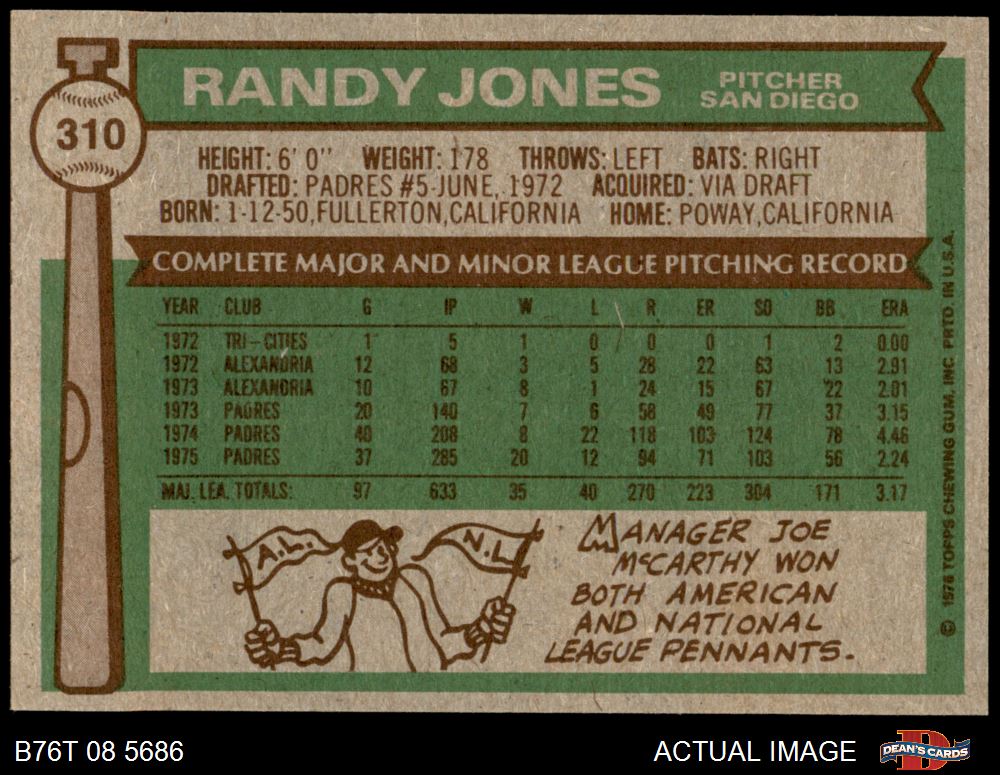 310
RANDY JONES
PITCHER
SAN DIEGO
HEIGHT: 6' 0" WEIGHT: 178 THROWS: LEFT BATS: RIGHT
DRAFTED: PADRES #5-JUNE, 1972 ACQUIRED: VIA DRAFT
BORN: 1-12-50, FULLERTON, CALIFORNIA HOME: POWAY, CALIFORNIA
COMPLETE MAJOR AND MINOR LEAGUE PITCHING RECORD
YEAR CLUB G IP W L R ER SO BB ERA
1972 TRI-CITIES 1 5 1 0 0 0 1 2 0.00
1972 ALEXANDRIA 12 68 3 5 28 22 63 13 2.91
1973 ALEXANDRIA 10 67 8 1 24 15 67 22 2.01
1973 PADRES 20 140 7 6 58 49 77 37 3.15
1974 PADRES 40 208 8 22 118 103 124 78 4.46
1975 PADRES 37 285 20 12 94 71 103 56 2.24
MAJ. LEA. TOTALS: 97 633 35 40 270 223 304 171 3.17
A.L. N.L.
MANAGER JOE
McCARTHY WON
BOTH AMERICAN
AND NATIONAL
LEAGUE PENNANTS.
© 1976 TOPPS CHEWING GUM, INC. PRTD. IN U.S.A.
B76T 08 5686 ACTUAL IMAGE D DEAN'S CARDS